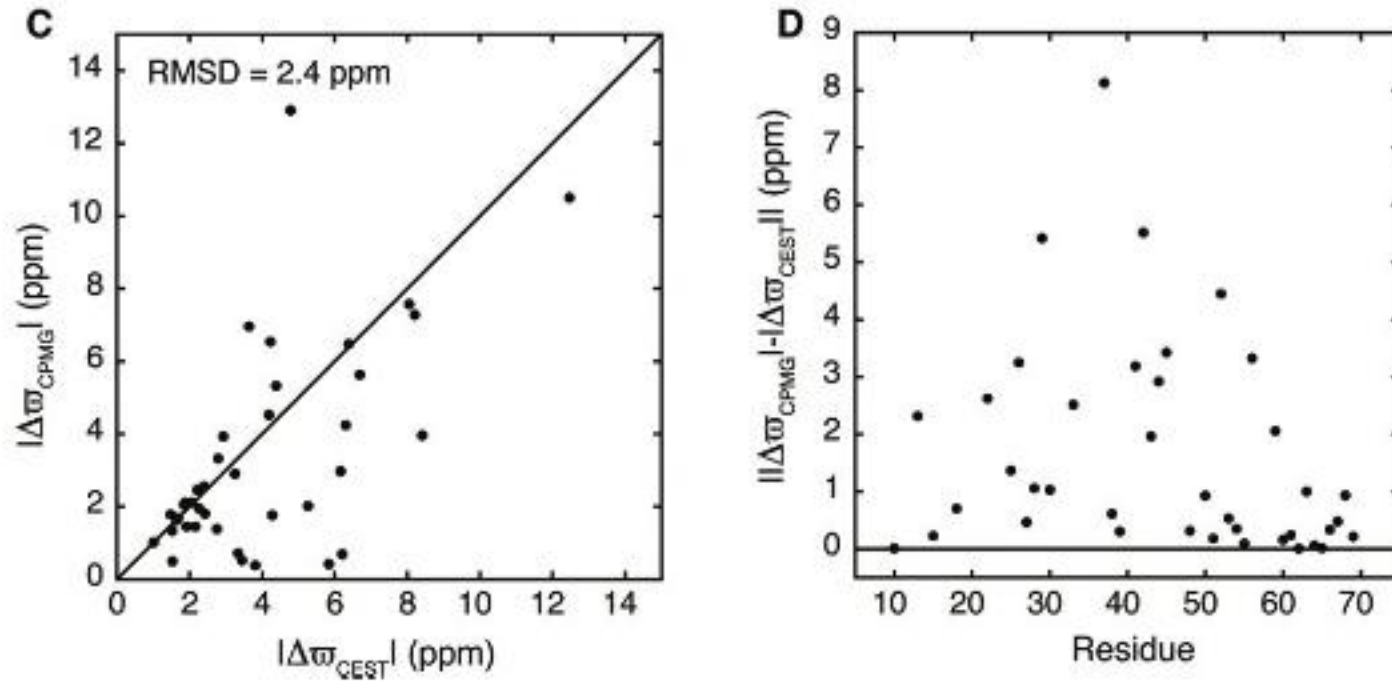 C
RMSD = 2.4 ppm
14
12
10
8
6
4
2
0
|Δϖ_CPMG| (ppm)
0 2 4 6 8 10 12 14
|Δϖ_CEST| (ppm)
D
9
8
7
6
5
4
3
2
1
0
||Δϖ_CPMG|-|Δϖ_CEST|| (ppm)
10 20 30 40 50 60 70
Residue